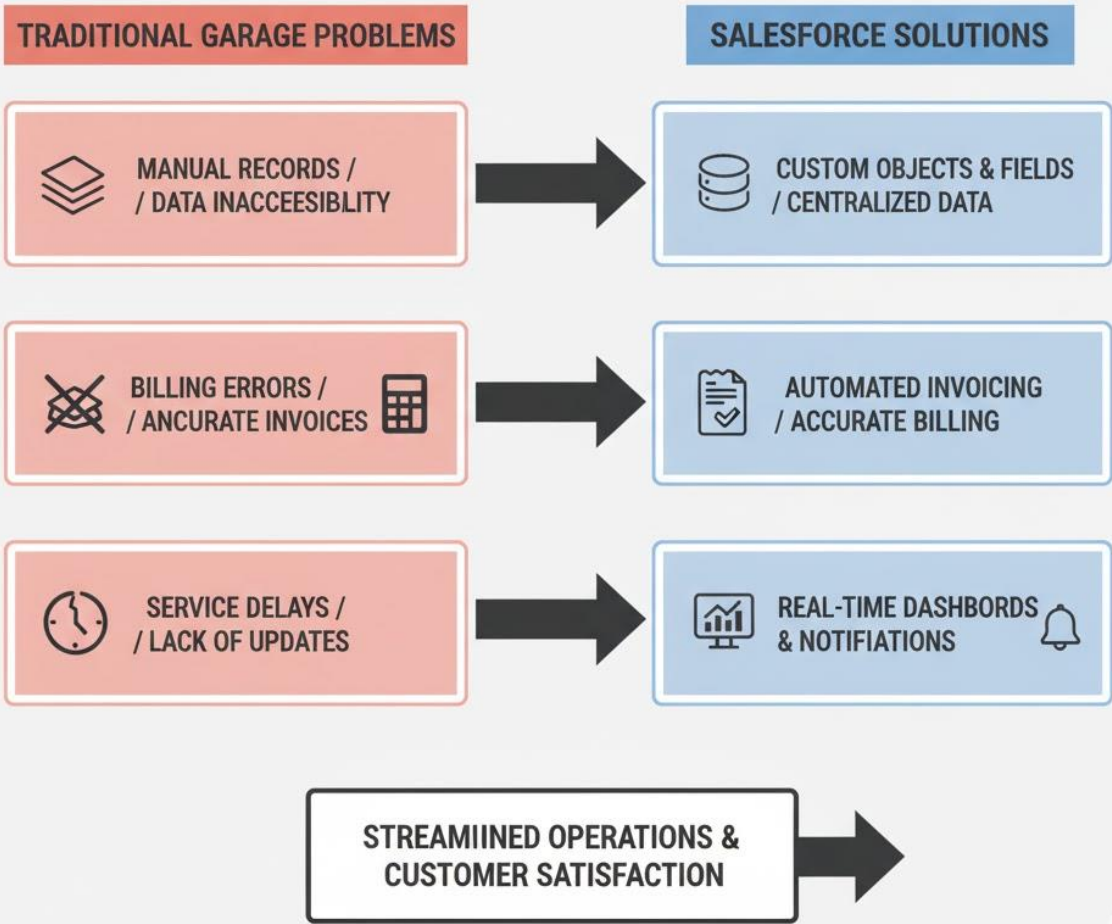 TRADITIONAL GARAGE PROBLEMS
SALESFORCE SOLUTIONS
MANUAL RECORDS /
/ DATA INACCEESIBLITY
CUSTOM OBJECTS & FIELDS
/ CENTRALIZED DATA
BILLING ERRORS /
/ ANCURATE INVOICES
AUTOMATED INVOICING
/ ACCURATE BILLING
SERVICE DELAYS /
/ LACK OF UPDATES
REAL-TIME DASHBORDS
& NOTIFIATIONS
STREAMIINED OPERATIONS &
CUSTOMER SATISFACTION